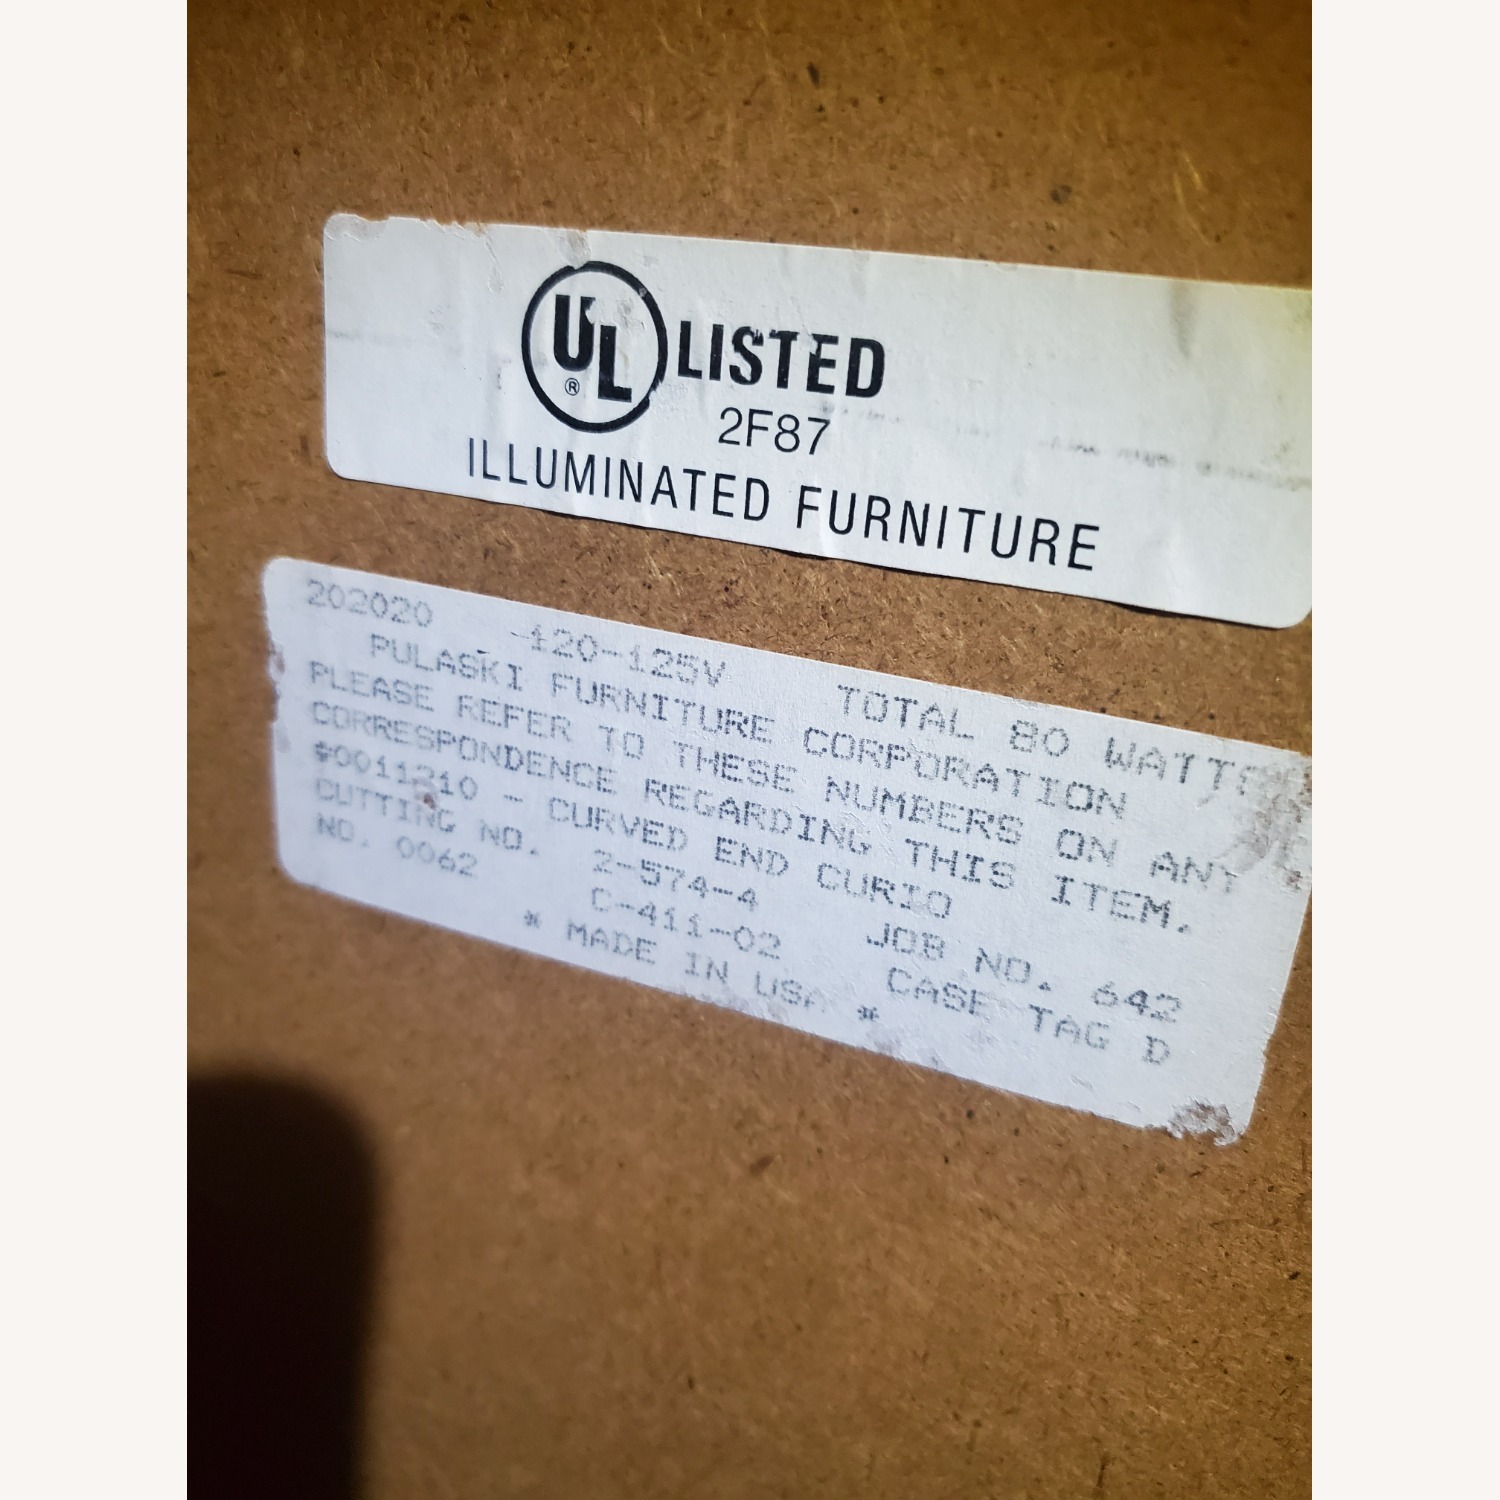 UL ® LISTED
2F87
ILLUMINATED FURNITURE
202020 120-125V TOTAL 80 WATTS
PULASKI FURNITURE CORPORATION
PLEASE REFER TO THESE NUMBERS ON ANY
CORRESPONDENCE REGARDING THIS ITEM.
- CURVED END CURIO
CUTTING NO. 2-574-4 JOB NO. 642
NO. 0062 C-411-02 CASE TAG D
* MADE IN USA *